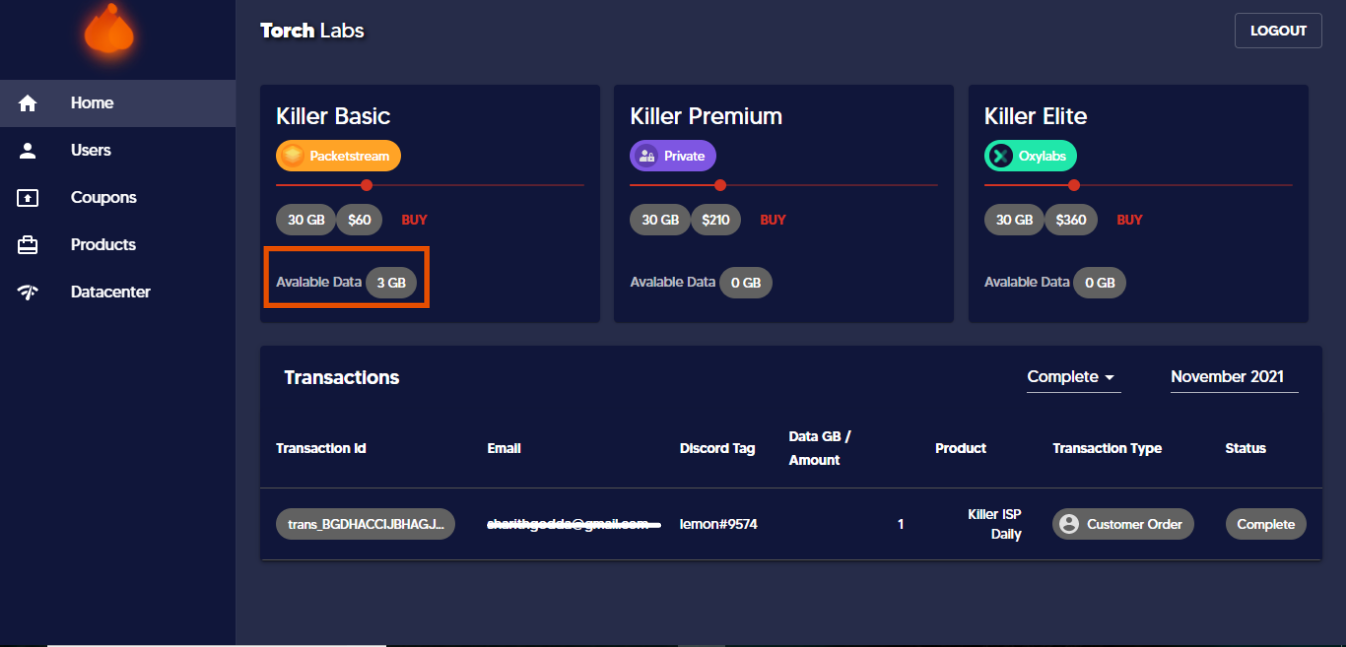 Torch Labs
LOGOUT
Home
Users
Coupons
Products
Datacenter
Killer Basic
Packetstream
30 GB $60 BUY
Avalable Data 3 GB
Killer Premium
Private
30 GB $210 BUY
Avalable Data 0 GB
Killer Elite
Oxylabs
30 GB $360 BUY
Avalable Data 0 GB
Transactions
Complete
November 2021
Transaction Id Email Discord Tag Data GB / Amount Product Transaction Type Status
trans_BGDHACCIJBHAGJ... lemon#9574 1 Killer ISP Daily Customer Order Complete